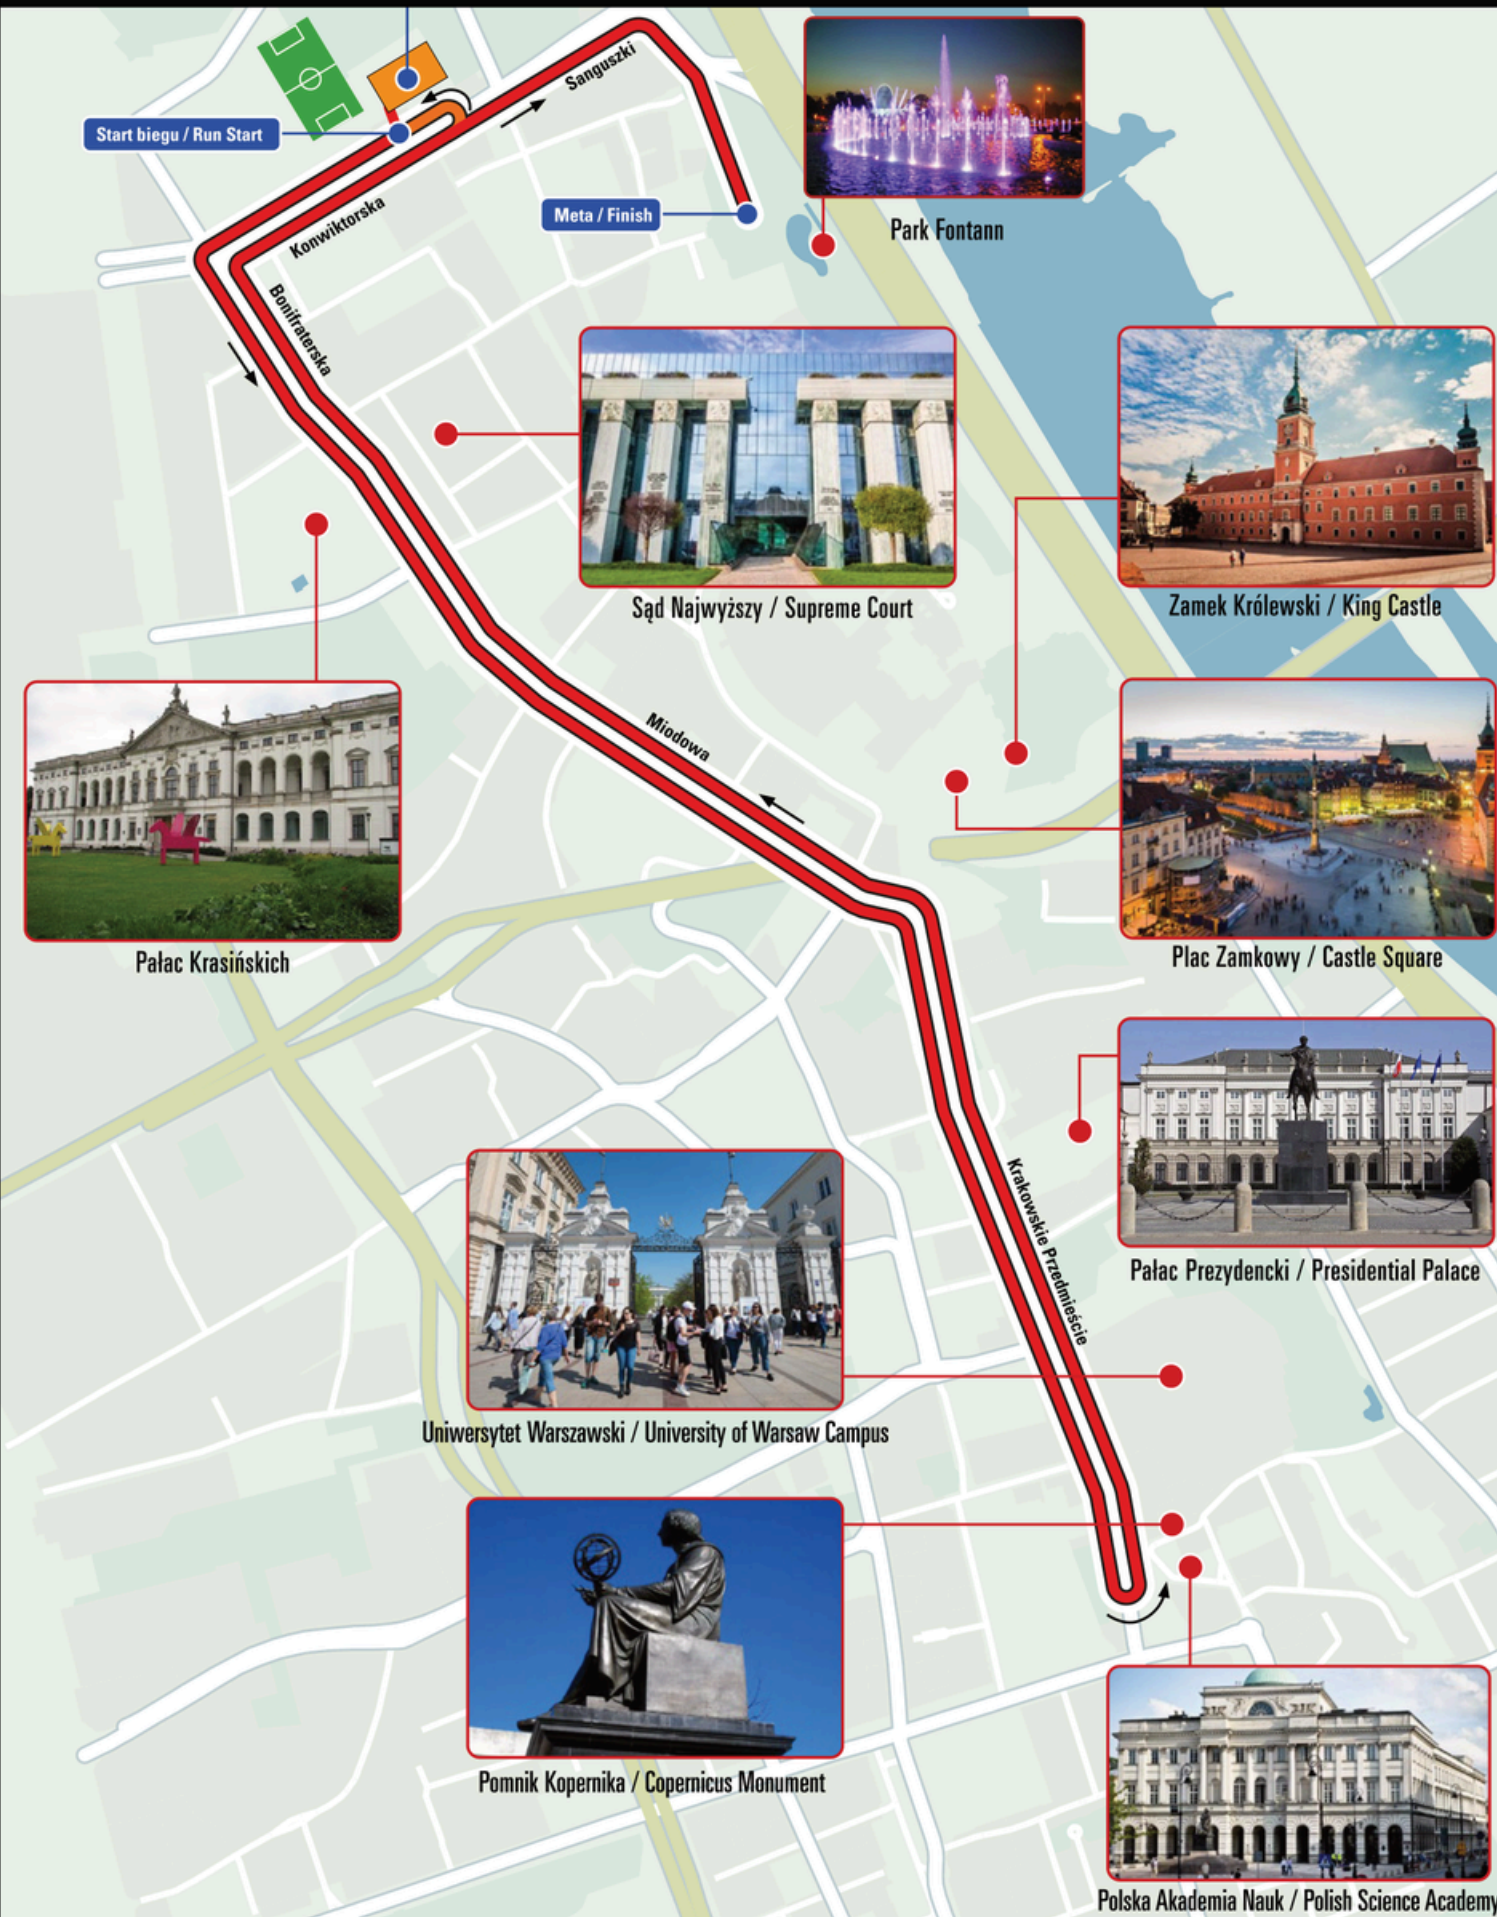 Sanguszki
Start biegu / Run Start
Meta / Finish
Konwiktorska
Park Fontann
Bonifraterska
Sąd Najwyższy / Supreme Court
Zamek Królewski / King Castle
Miodowa
Pałac Krasińskich
Plac Zamkowy / Castle Square
Krakowskie Przedmieście
Pałac Prezydencki / Presidential Palace
Uniwersytet Warszawski / University of Warsaw Campus
Pomnik Kopernika / Copernicus Monument
Polska Akademia Nauk / Polish Science Academy